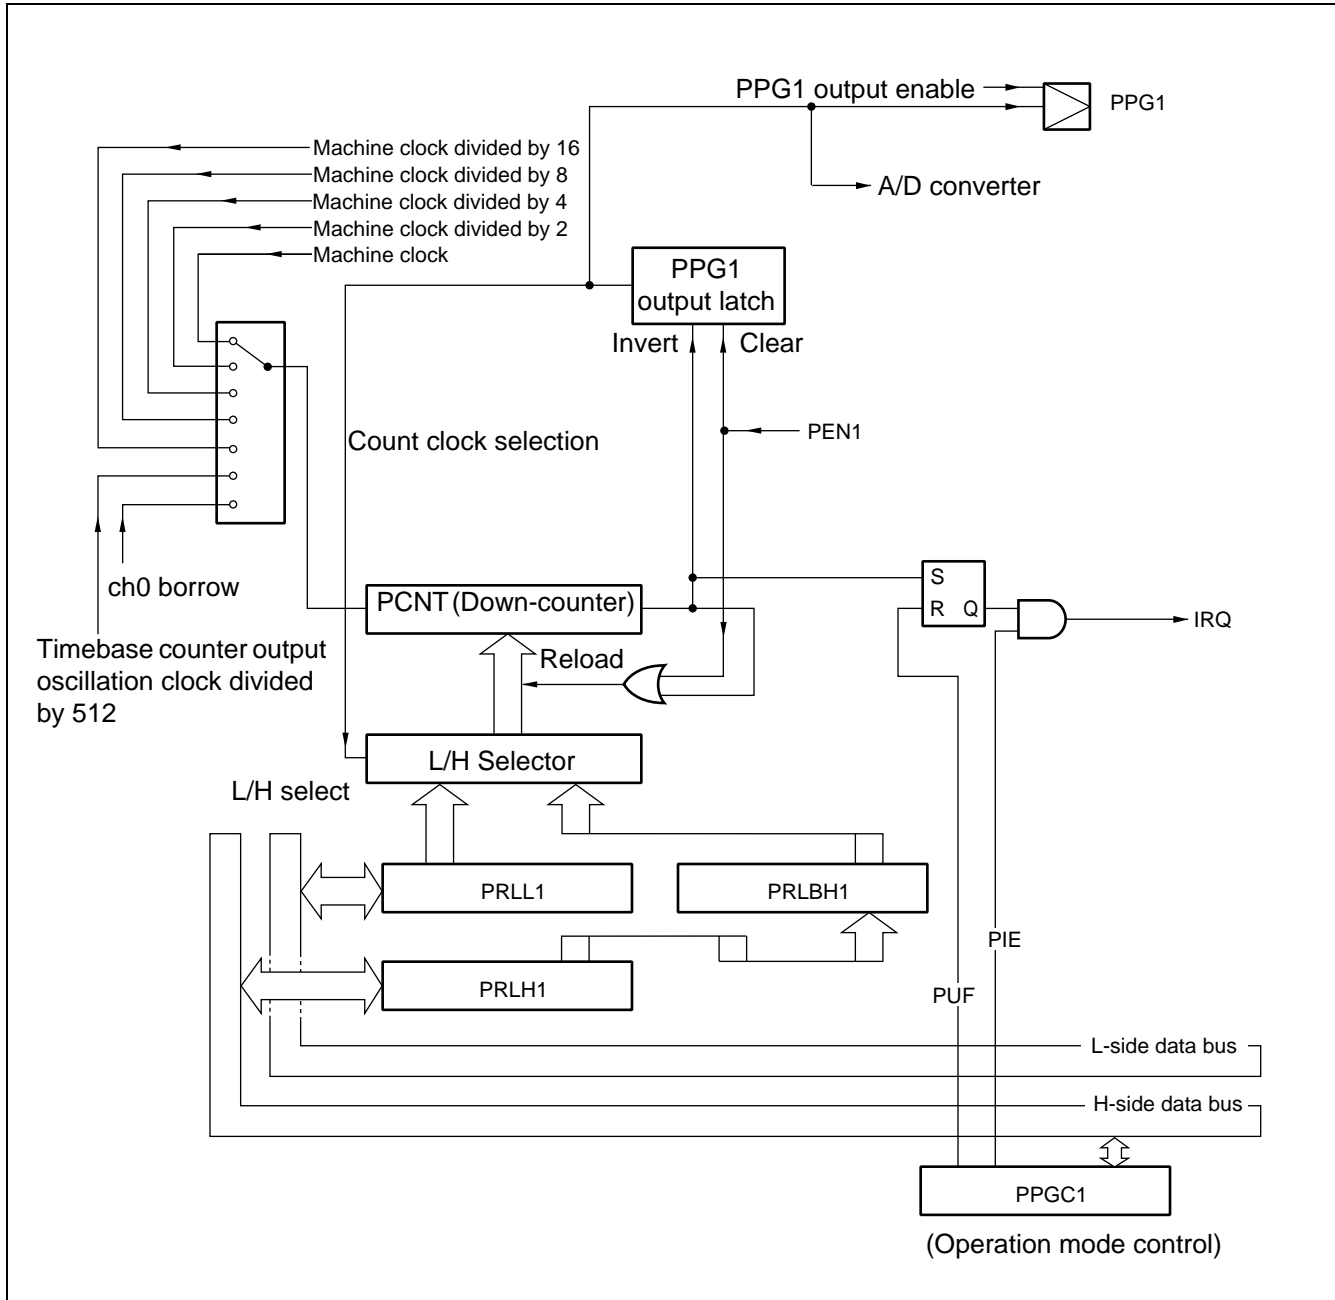 PPG1 output enable
PPG1
Machine clock divided by 16
Machine clock divided by 8
Machine clock divided by 4
Machine clock divided by 2
Machine clock
A/D converter
PPG1
output latch
Invert
Clear
Count clock selection
PEN1
ch0 borrow
Timebase counter output
oscillation clock divided
by 512
PCNT (Down-counter)
S
R Q
IRQ
Reload
L/H Selector
L/H select
PRLL1
PRLBH1
PIE
PRLH1
PUF
L-side data bus
H-side data bus
PPGC1
(Operation mode control)